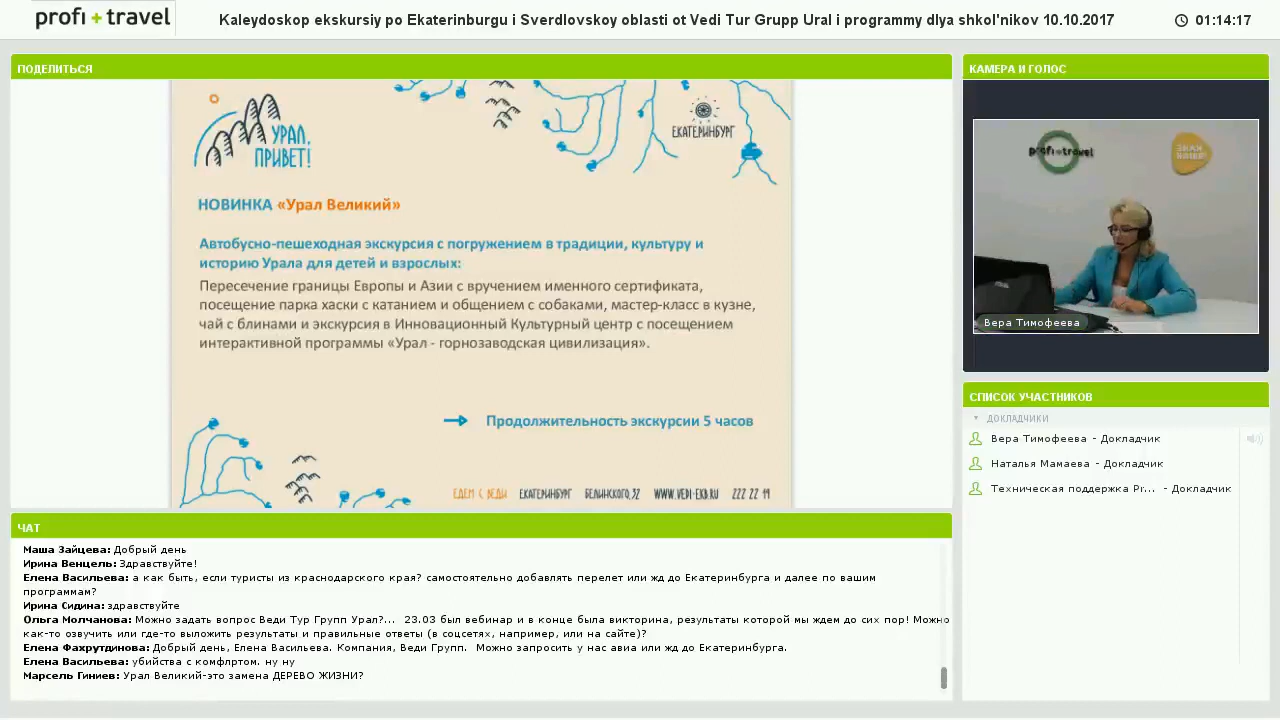 profi + travel
Kaleydoskop ekskursiy po Ekaterinburgu i Sverdlovskoy oblasti ot Vedi Tur Grupp Ural i programmy dlya shkol'nikov 10.10.2017
01:14:17
ПОДЕЛИТЬСЯ
УРАЛ,
ПРИВЕТ!
ЕКАТЕРИНБУРГ
НОВИНКА «Урал Великий»
Автобусно-пешеходная экскурсия с погружением в традиции, культуру и
историю Урала для детей и взрослых:
Пересечение границы Европы и Азии с вручением именного сертификата,
посещение парка хаски с катанием и общением с собаками, мастер-класс в кузне,
чай с блинами и экскурсия в Инновационный Культурный центр с посещением
интерактивной программы «Урал - горнозаводская цивилизация».
Продолжительность экскурсии 5 часов
ЕДЕМ С ВЕДИ ЕКАТЕРИНБУРГ БЕЛИНСКОГО, 32 WWW.VEDI-EKB.RU 222 22 11
КАМЕРА И ГОЛОС
profi travel
Вера Тимофеева
СПИСОК УЧАСТНИКОВ
ДОКЛАДЧИКИ
Вера Тимофеева - Докладчик
Наталья Мамаева - Докладчик
Техническая поддержка Pr... - Докладчик
ЧАТ
Маша Зайцева: Добрый день
Ирина Венцель: Здравствуйте!
Елена Васильева: а как быть, если туристы из краснодарского края? самостоятельно добавлять перелет или жд до Екатеринбурга и далее по вашим
программам?
Ирина Сидина: здравствуйте
Ольга Молчанова: Можно задать вопрос Веди Тур Групп Урал?... 23.03 был вебинар и в конце была викторина, результаты которой мы ждем до сих пор! Можно
как-то озвучить или где-то выложить результаты и правильные ответы (в соцсетях, например, или на сайте)?
Елена Фахрутдинова: Добрый день, Елена Васильева. Компания, Веди Групп. Можно запросить у нас авиа или жд до Екатеринбурга.
Елена Васильева: убийства с комфлртом. ну ну
Марсель Гиниев: Урал Великий-это замена ДЕРЕВО ЖИЗНИ?